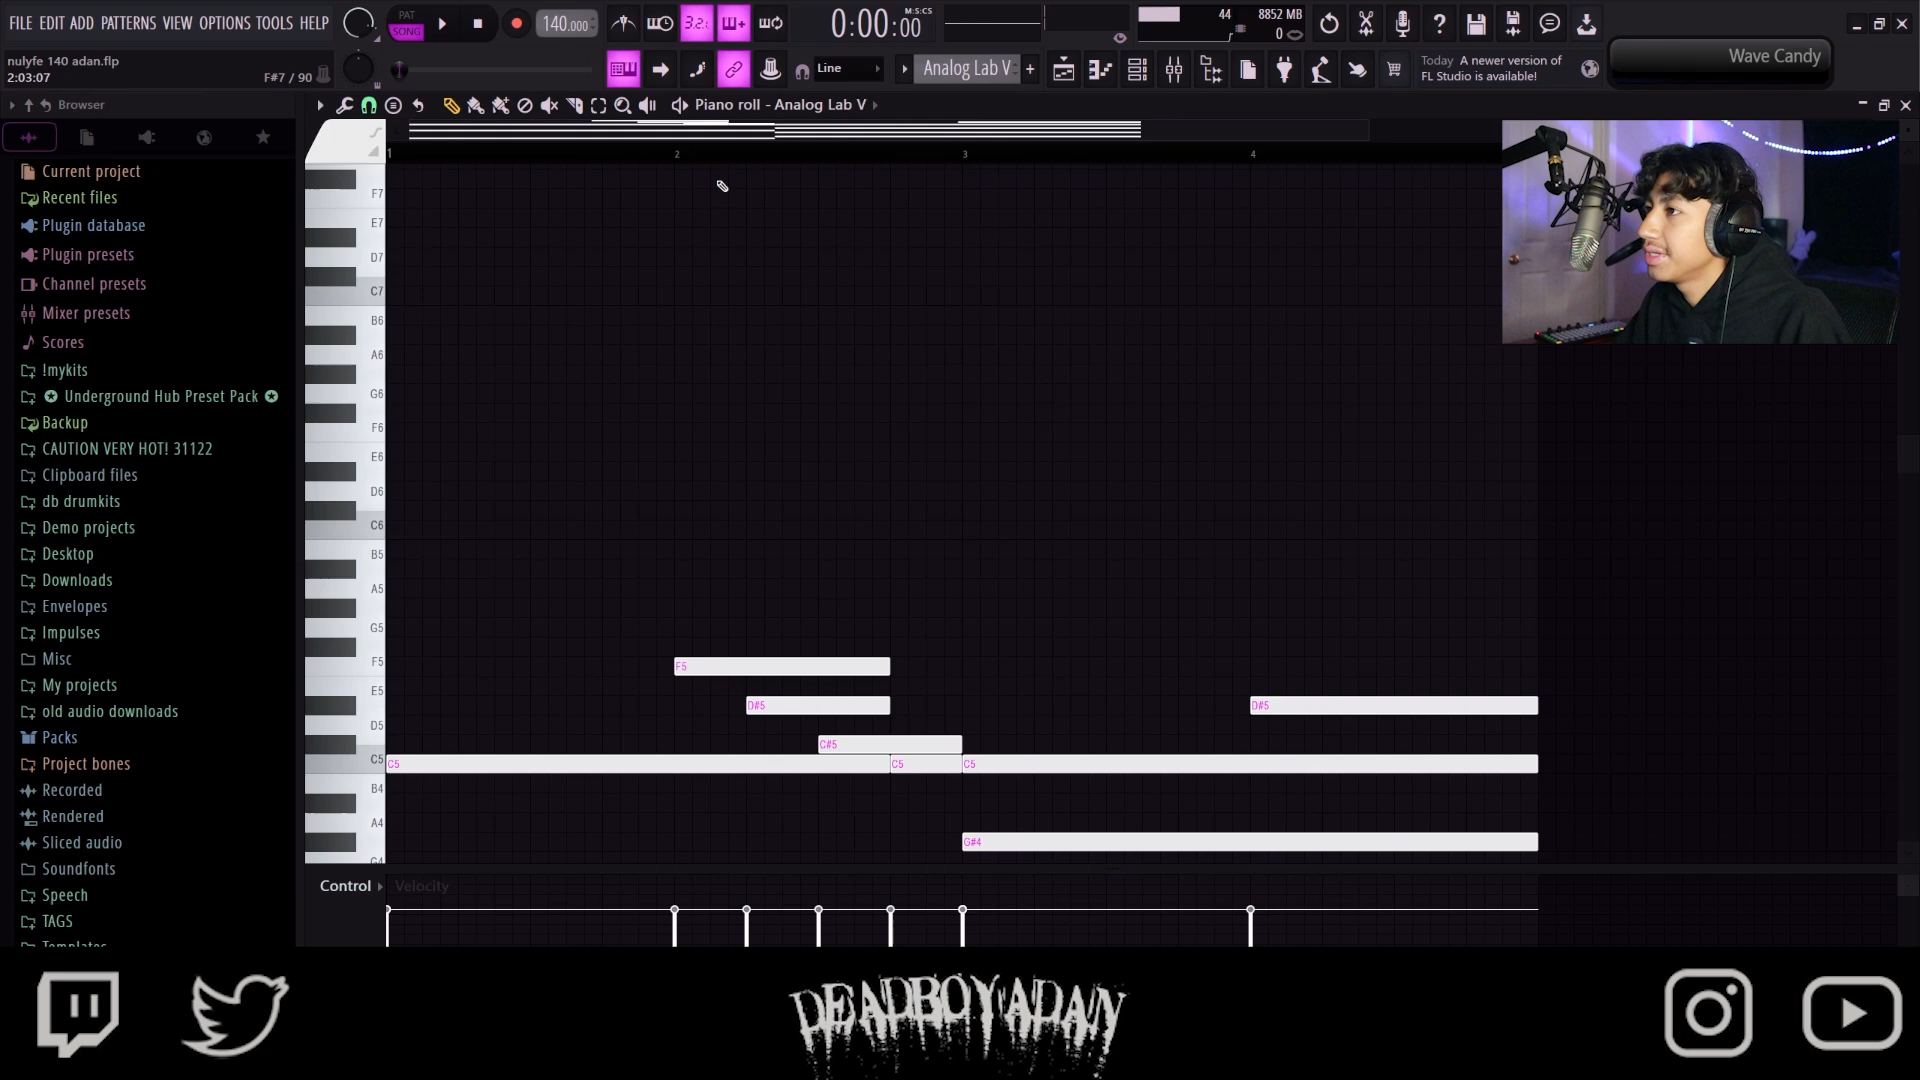 FILE EDIT ADD PATTERNS VIEW OPTIONS TOOLS HELP
PAT
SONG
140.000
3.2.
0:00:00
M:S:CS
44
8852 MB
0
nulyfe 140 adan.flp
2:03:07
F#7 / 90
Line
Analog Lab V
Today A newer version of
FL Studio is available!
Wave Candy
Browser
Piano roll - Analog Lab V
Current project
Recent files
Plugin database
Plugin presets
Channel presets
Mixer presets
Scores
!mykits
Underground Hub Preset Pack
Backup
CAUTION VERY HOT! 31122
Clipboard files
db drumkits
Demo projects
Desktop
Downloads
Envelopes
Impulses
Misc
My projects
old audio downloads
Packs
Project bones
Recorded
Rendered
Sliced audio
Soundfonts
Speech
TAGS
Templates
1
2
3
4
F7
E7
D7
C7
B6
A6
G6
F6
E6
D6
C6
B5
A5
G5
F5
E5
D5
C5
B4
A4
G4
F5
D#5
D#5
C#5
C5
C5
C5
G#4
Control
Velocity
DEADBOYADAN